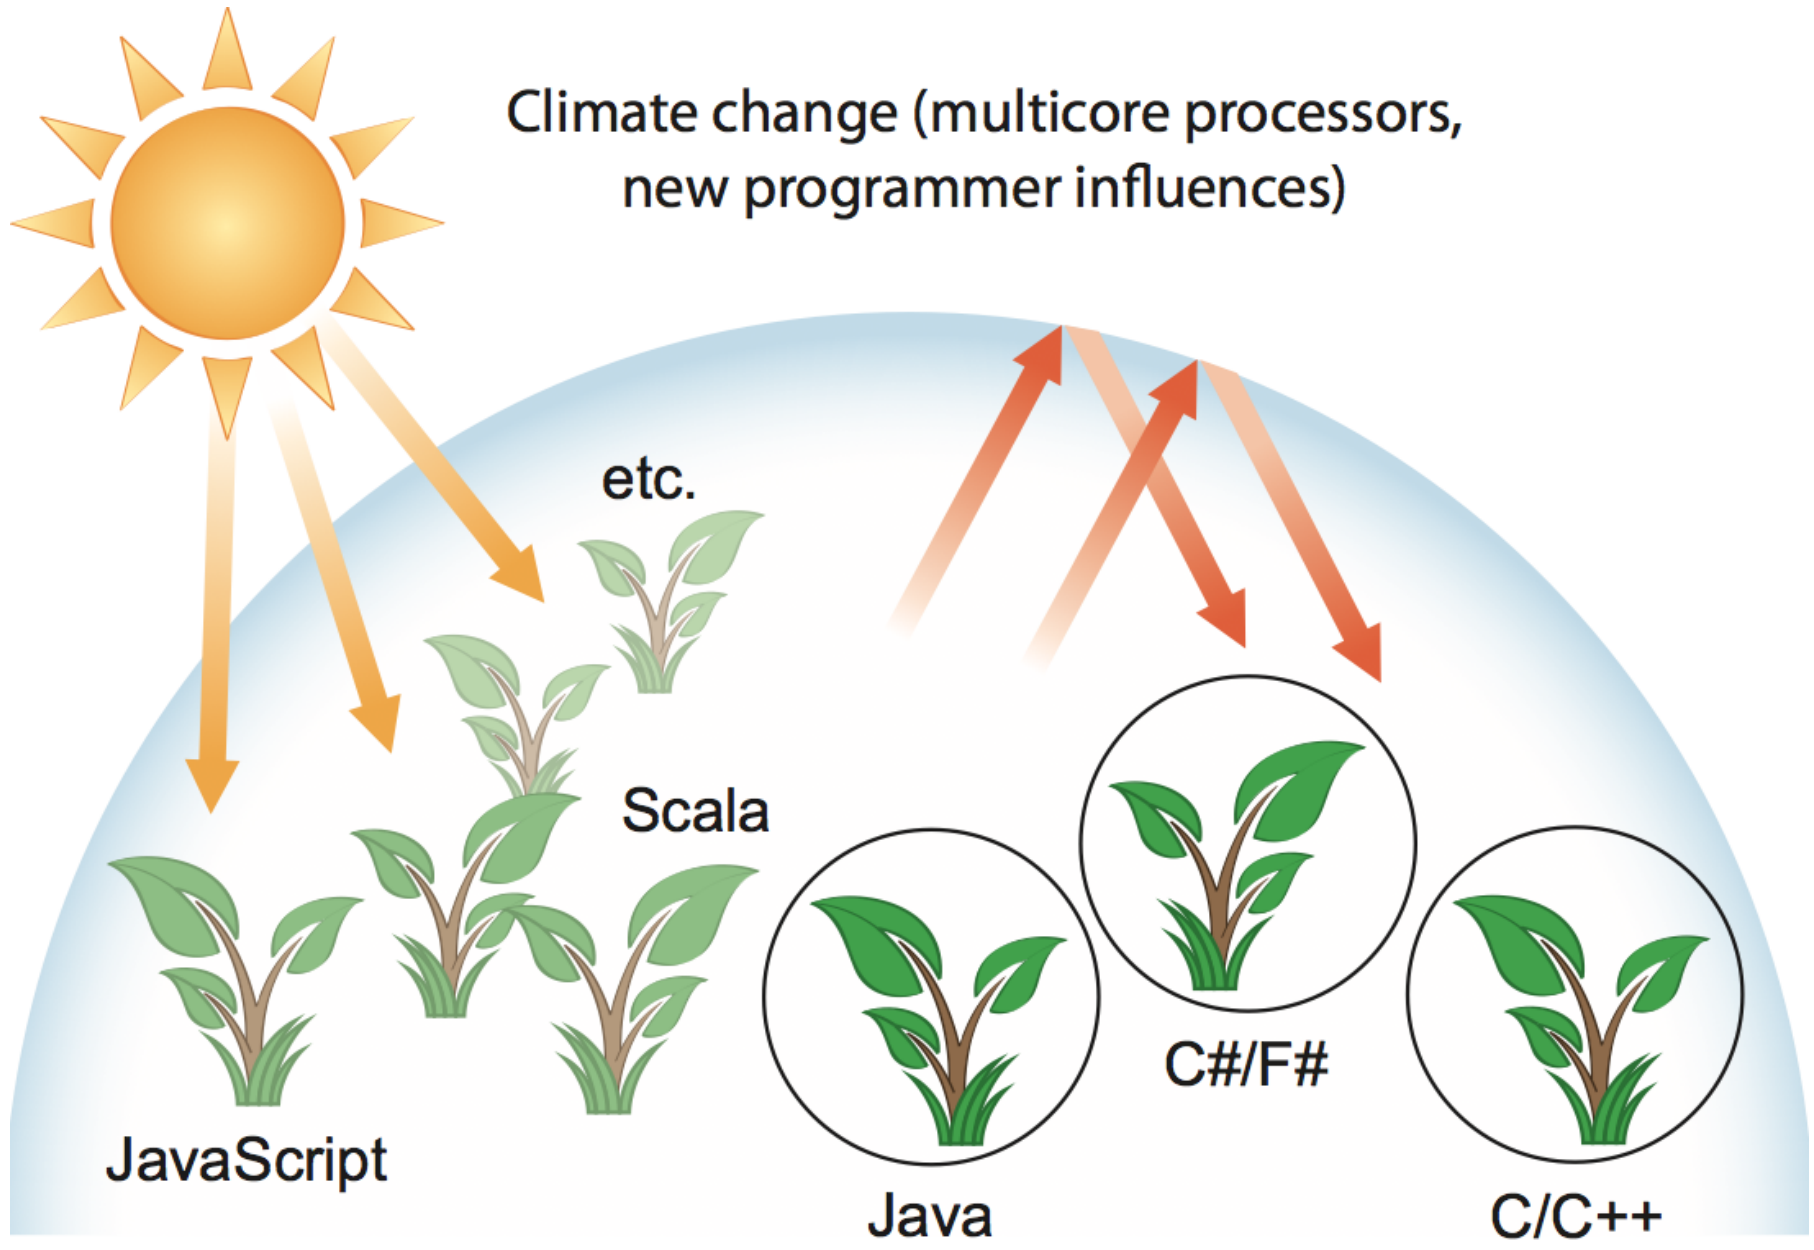 Climate change (multicore processors,
new programmer influences)
etc.
Scala
JavaScript
Java
C#/F#
C/C++